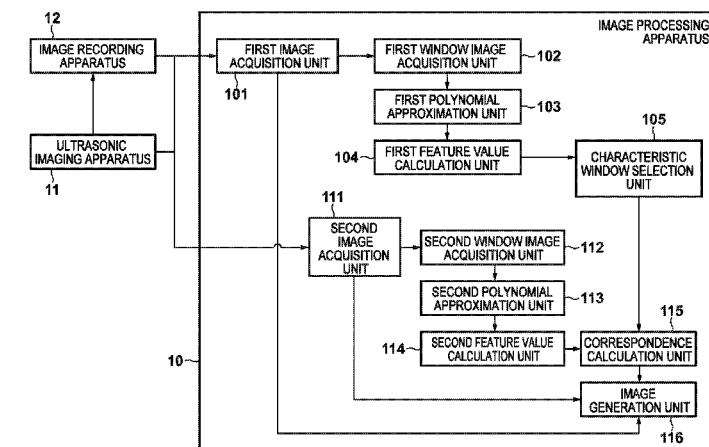 12
IMAGE RECORDING
APPARATUS
ULTRASONIC
IMAGING APPARATUS
11
IMAGE PROCESSING
APPARATUS
FIRST IMAGE
ACQUISITION UNIT
101
FIRST WINDOW IMAGE
ACQUISITION UNIT
102
FIRST POLYNOMIAL
APPROXIMATION UNIT
103
104
FIRST FEATURE VALUE
CALCULATION UNIT
105
CHARACTERISTIC
WINDOW SELECTION
UNIT
111
SECOND
IMAGE
ACQUISITION
UNIT
SECOND WINDOW IMAGE
ACQUISITION UNIT
112
SECOND POLYNOMIAL
APPROXIMATION UNIT
113
114
SECOND FEATURE VALUE
CALCULATION UNIT
115
CORRESPONDENCE
CALCULATION UNIT
10
IMAGE
GENERATION UNIT
116